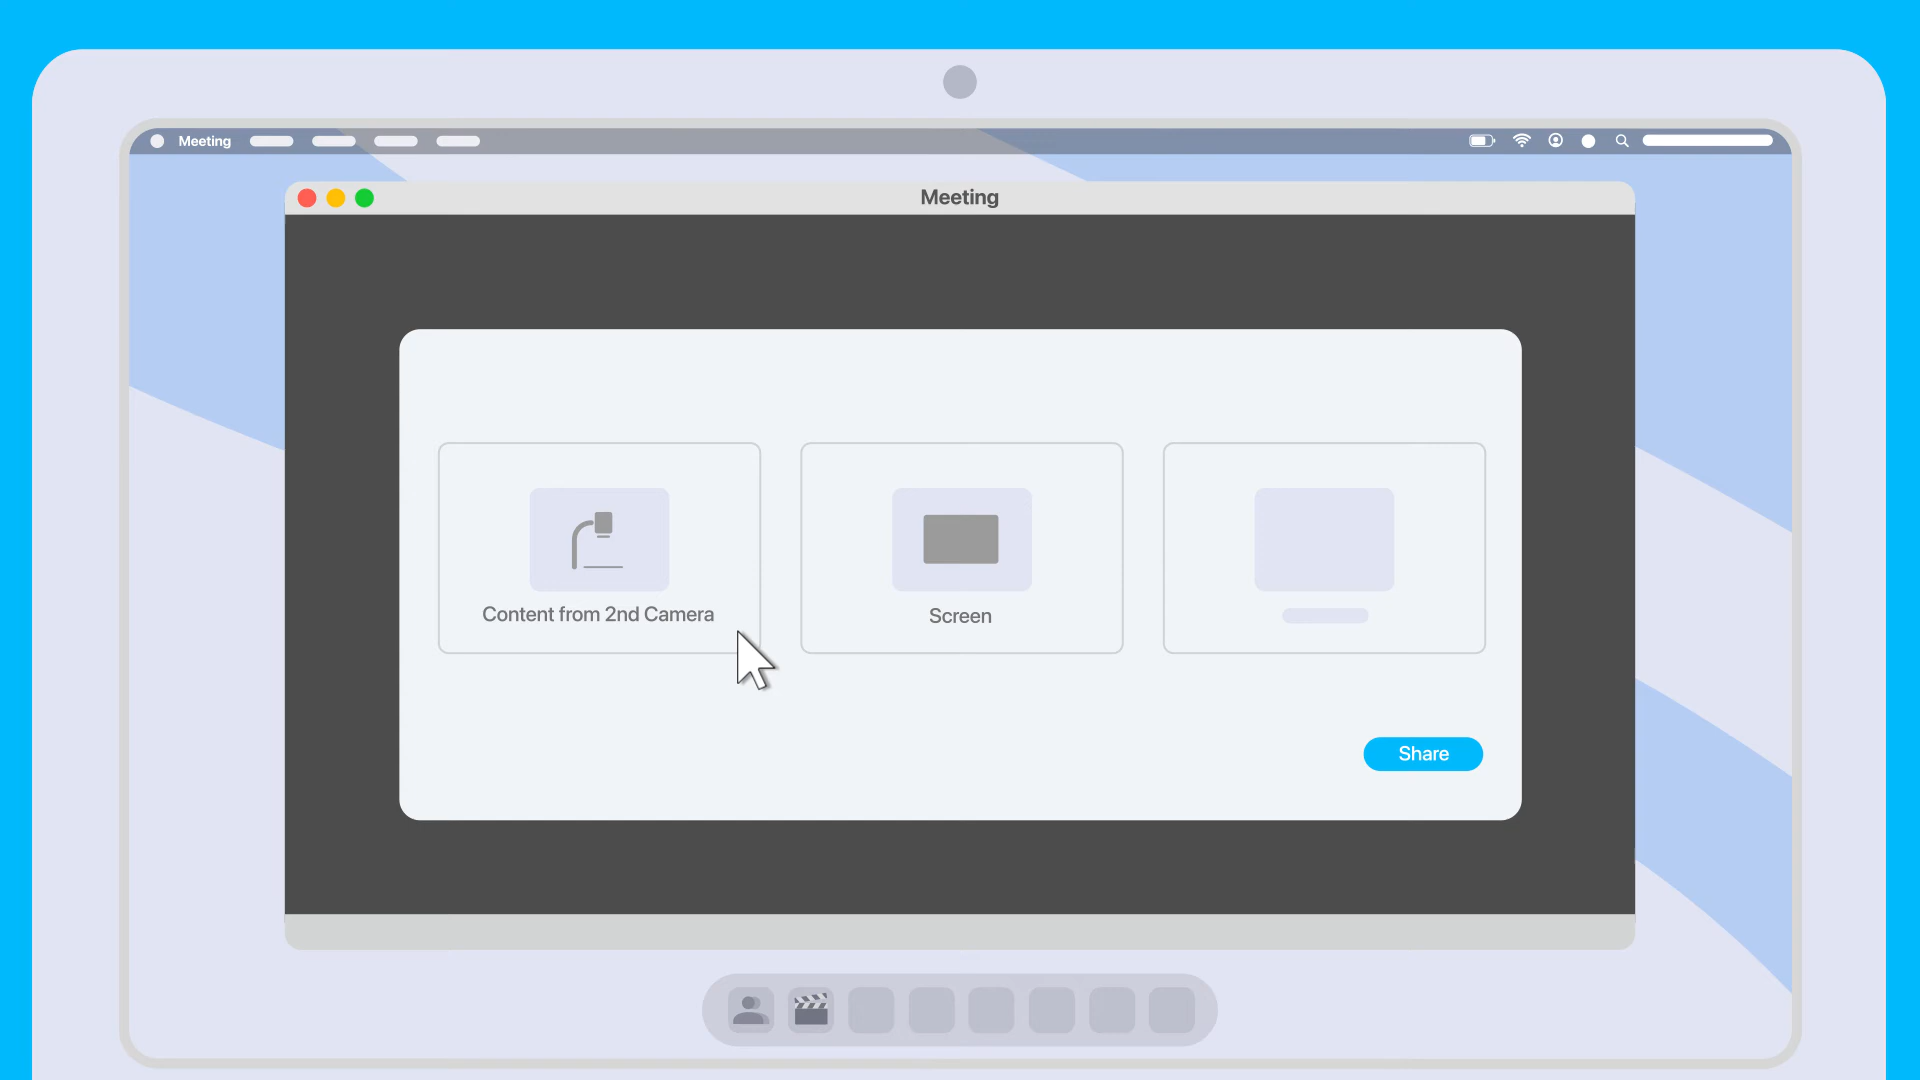 Meeting
Meeting
Content from 2nd Camera
Screen
Share